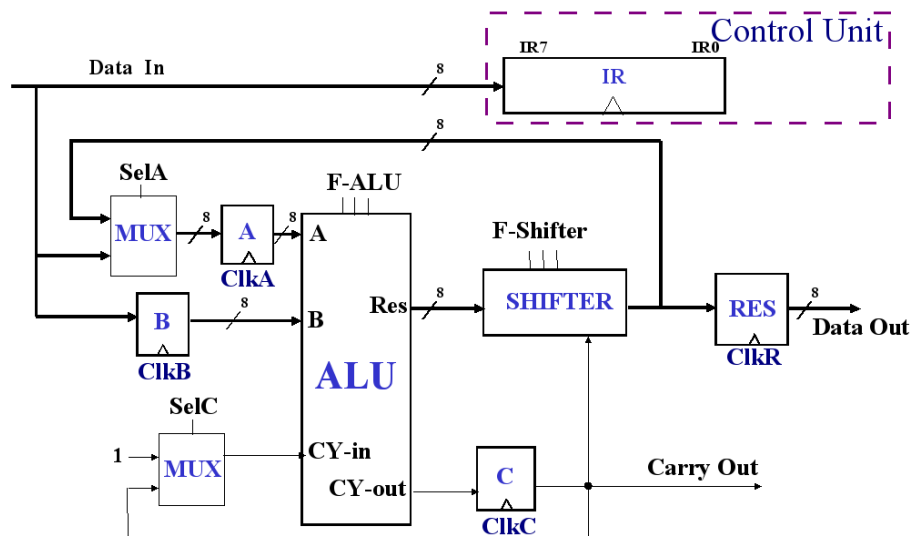 Control Unit
IR7 IR0
IR
Data In
8
8
SelA
F-ALU
MUX
8
A
8
A
ClkA
F-Shifter
SHIFTER
Res
8
B
8
B
ClkB
RES
8
Data Out
ClkR
ALU
SelC
1
MUX
CY-in
CY-out
C
ClkC
Carry Out